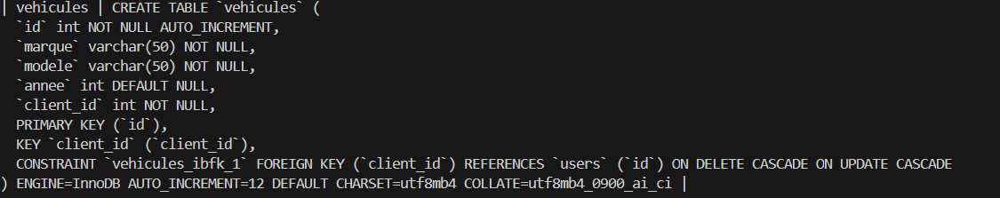 | vehicules | CREATE TABLE `vehicules` (
  `id` int NOT NULL AUTO_INCREMENT,
  `marque` varchar(50) NOT NULL,
  `modele` varchar(50) NOT NULL,
  `annee` int DEFAULT NULL,
  `client_id` int NOT NULL,
  PRIMARY KEY (`id`),
  KEY `client_id` (`client_id`),
  CONSTRAINT `vehicules_ibfk_1` FOREIGN KEY (`client_id`) REFERENCES `users` (`id`) ON DELETE CASCADE ON UPDATE CASCADE
) ENGINE=InnoDB AUTO_INCREMENT=12 DEFAULT CHARSET=utf8mb4 COLLATE=utf8mb4_0900_ai_ci |